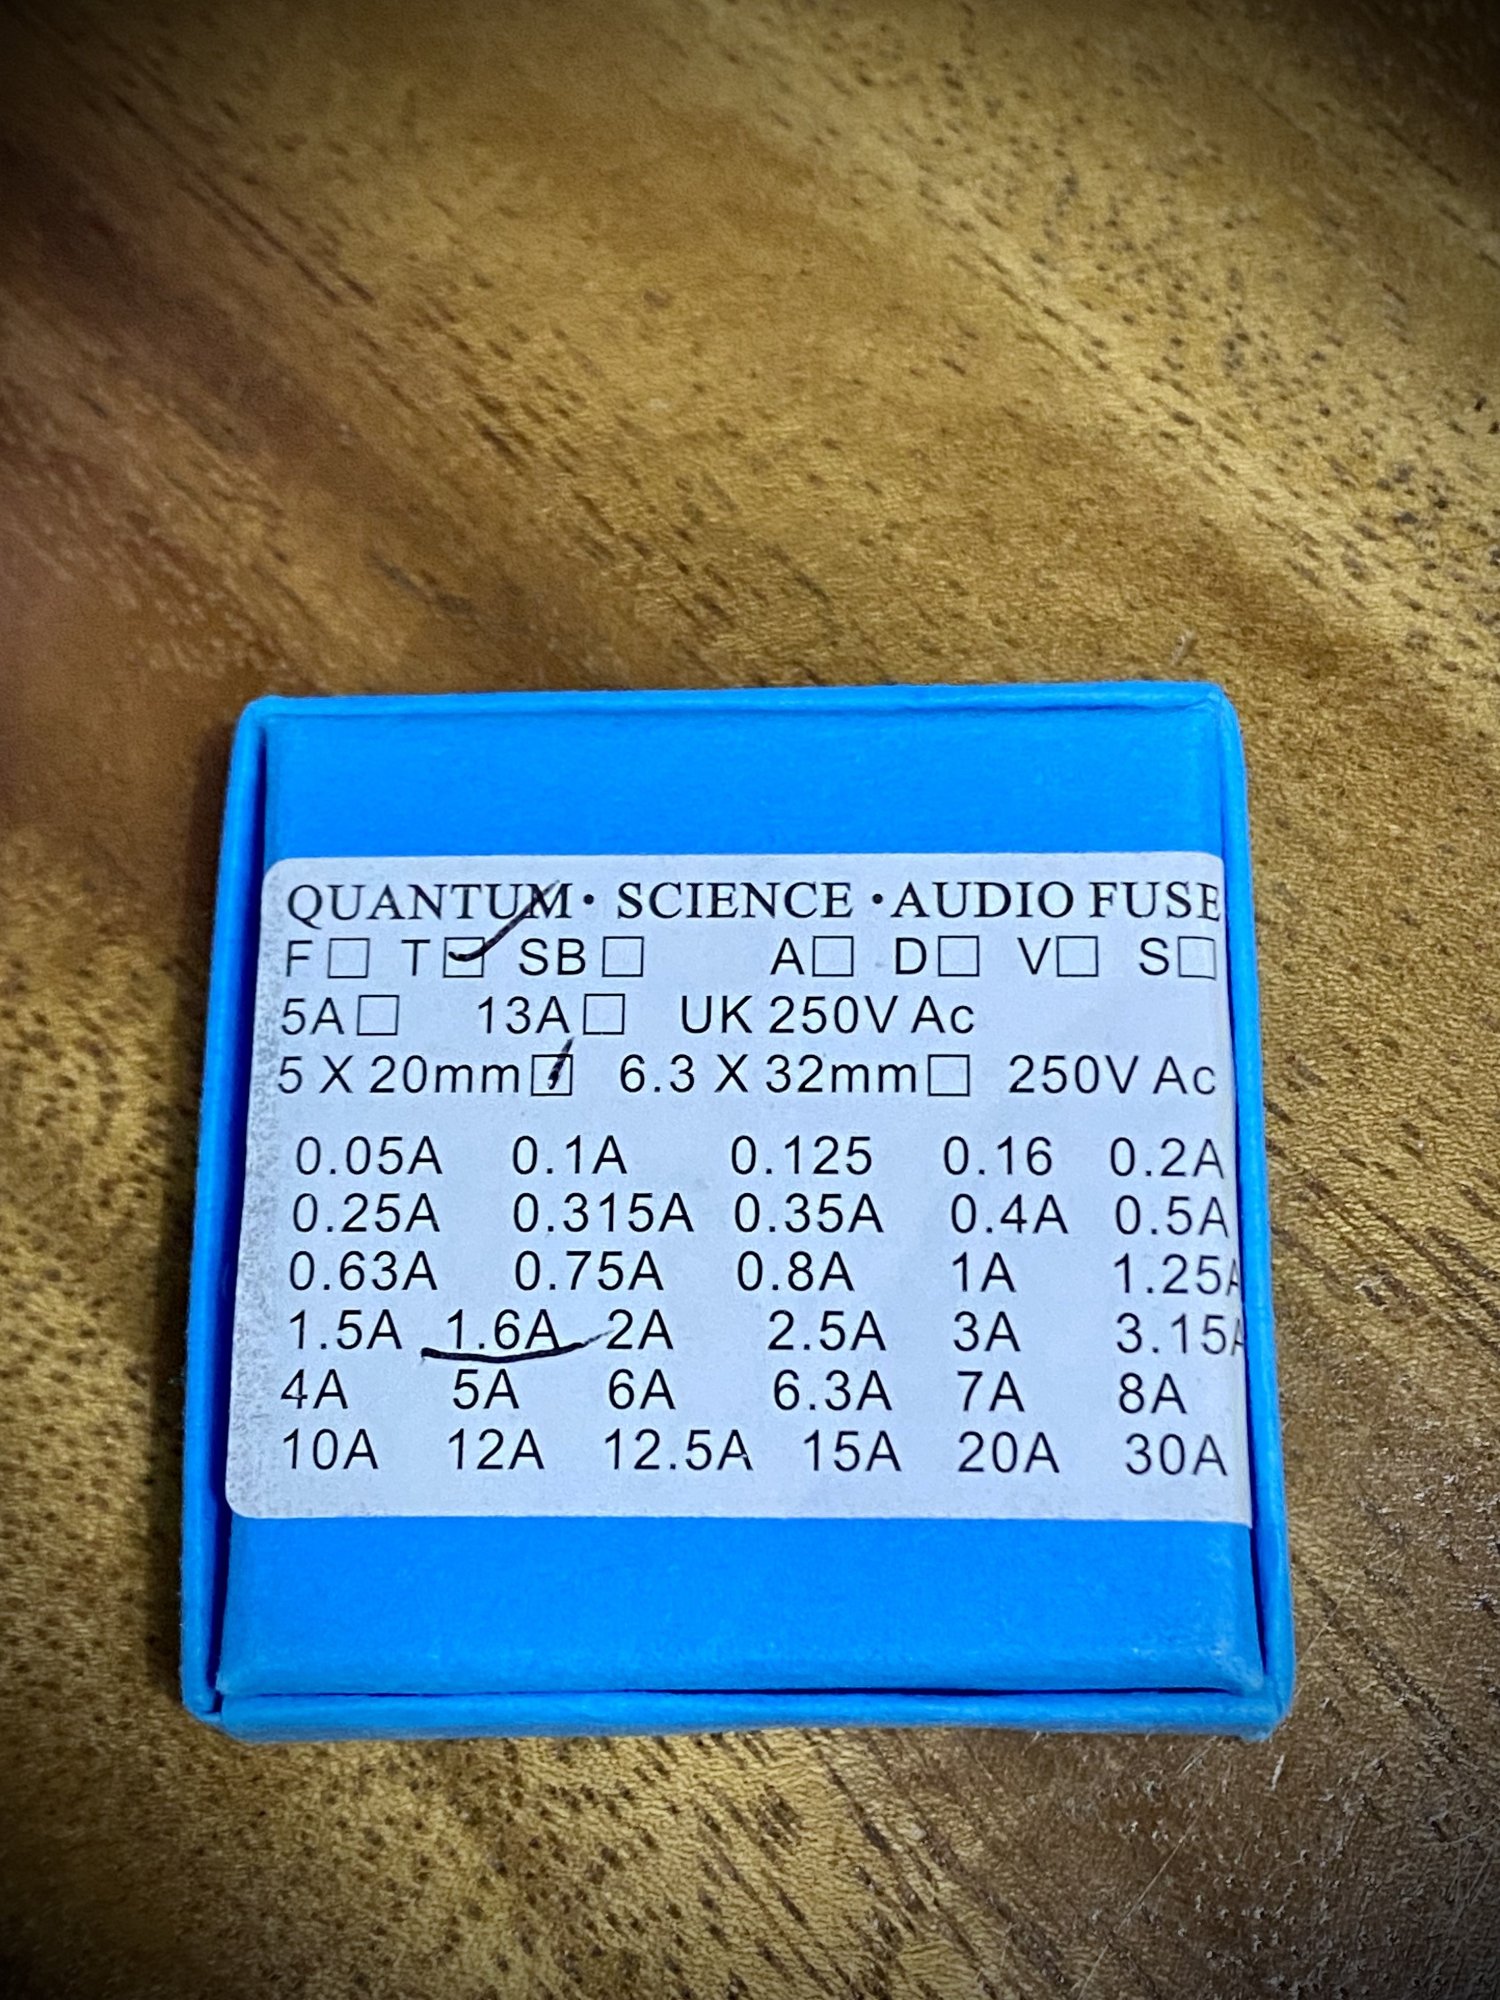 QUANTUM · SCIENCE · AUDIO FUSE
F☐ T☑ SB☐ A☐ D☐ V☐ S☐
5A☐ 13A☐ UK 250V Ac
5 X 20mm☑ 6.3 X 32mm☐ 250V Ac
0.05A 0.1A 0.125 0.16 0.2A
0.25A 0.315A 0.35A 0.4A 0.5A
0.63A 0.75A 0.8A 1A 1.25A
1.5A 1.6A 2A 2.5A 3A 3.15A
4A 5A 6A 6.3A 7A 8A
10A 12A 12.5A 15A 20A 30A